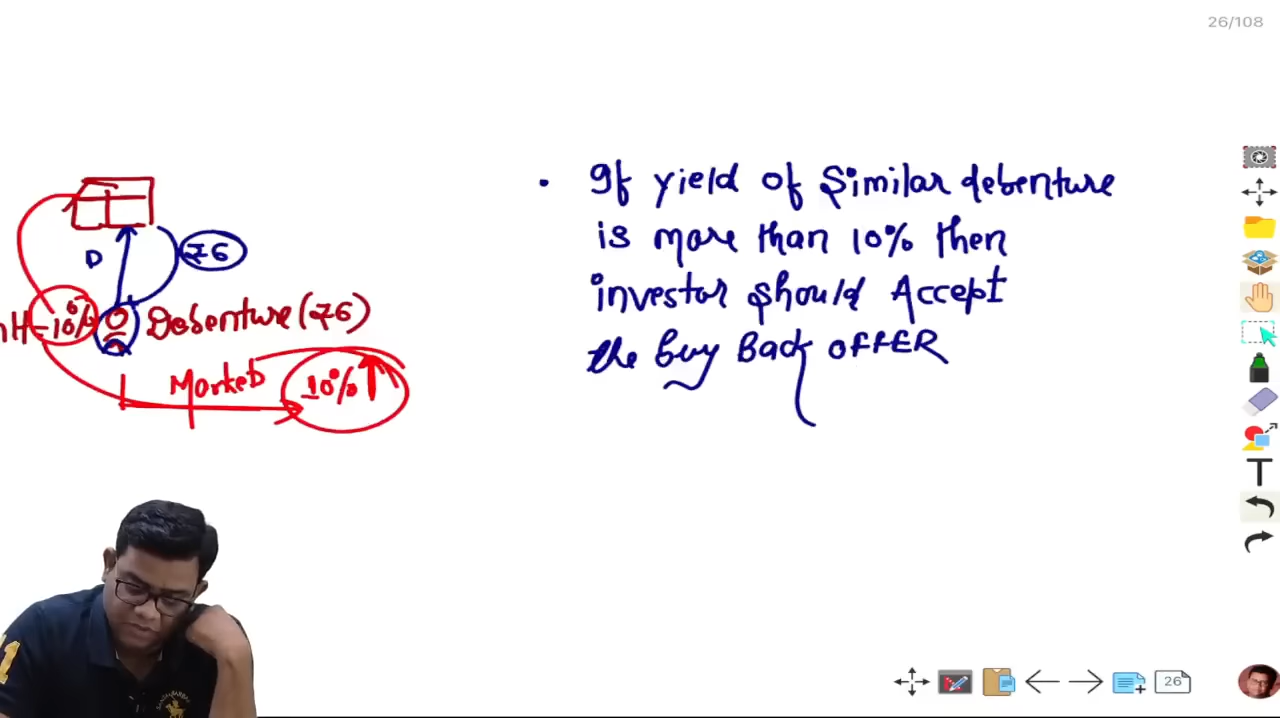 26/108
If yield of Similar debenture
is more than 10% then
investor should Accept
the buy Back OFFER
D
76
H-10%
Debenture (76)
Market
10%
T
26